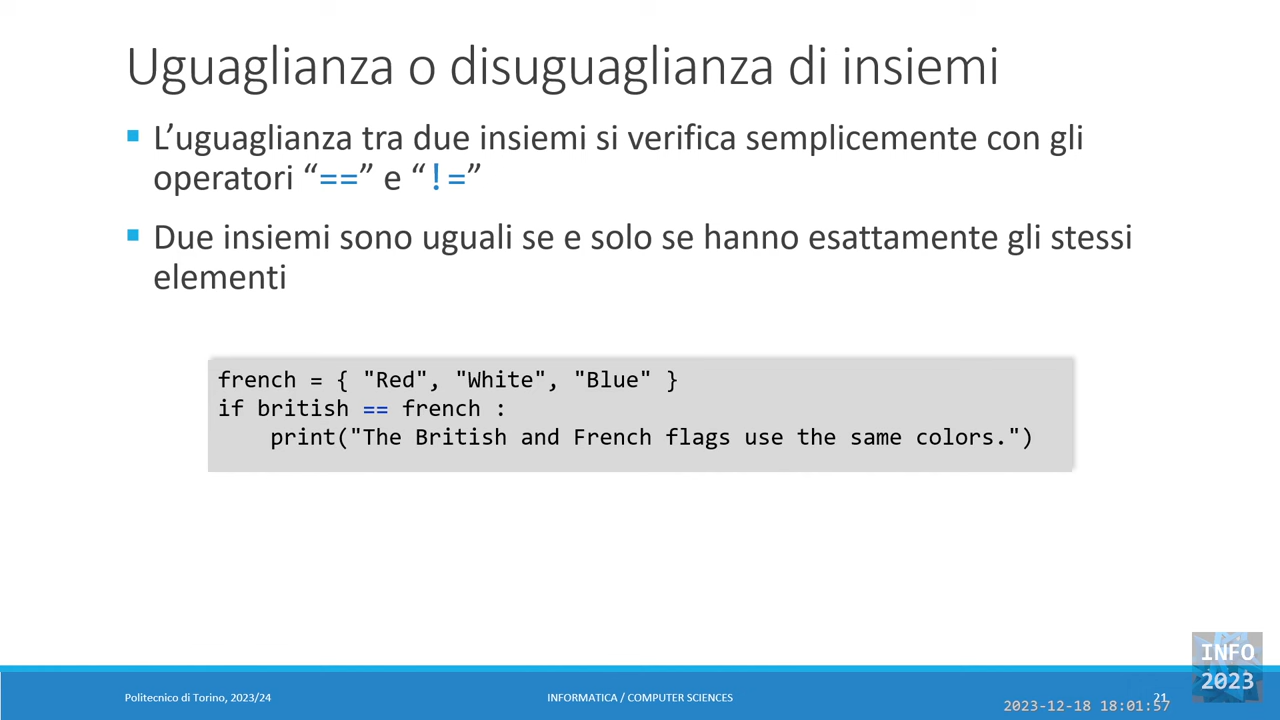 Uguaglianza o disuguaglianza di insiemi
L’uguaglianza tra due insiemi si verifica semplicemente con gli
operatori “==” e “!=”
Due insiemi sono uguali se e solo se hanno esattamente gli stessi
elementi
french = { "Red", "White", "Blue" }
if british == french :
    print("The British and French flags use the same colors.")
INFO
2023
Politecnico di Torino, 2023/24
INFORMATICA / COMPUTER SCIENCES
21
2023-12-18 18:01:57